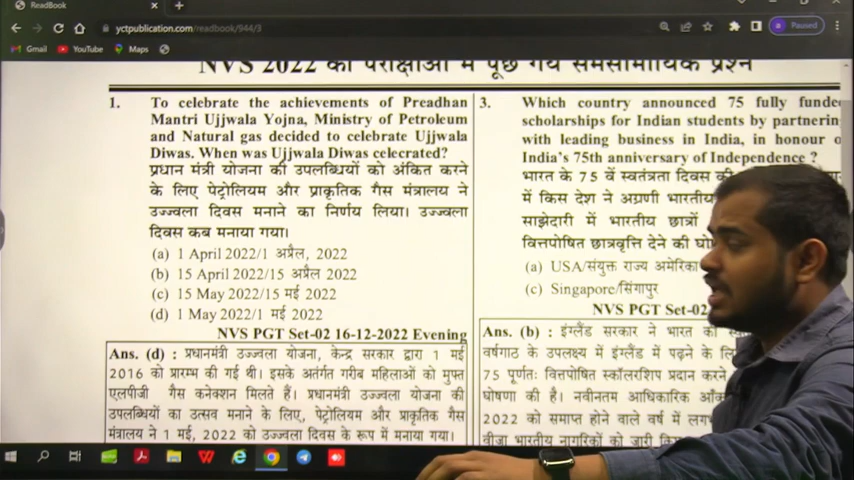 ReadBook
yctpublication.com/readbook/944/3
Paused
Gmail
YouTube
Maps
NVS 2022 की परीक्षाओं में पूछे गये समसामयिक प्रश्न
1. To celebrate the achievements of Preadhan
Mantri Ujjwala Yojna, Ministry of Petroleum
and Natural gas decided to celebrate Ujjwala
Diwas. When was Ujjwala Diwas celecrated?
प्रधान मंत्री योजना की उपलब्धियों को अंकित करने
के लिए पेट्रोलियम और प्राकृतिक गैस मंत्रालय ने
उज्ज्वला दिवस मनाने का निर्णय लिया। उज्ज्वला
दिवस कब मनाया गया।
(a) 1 April 2022/1 अप्रैल, 2022
(b) 15 April 2022/15 अप्रैल 2022
(c) 15 May 2022/15 मई 2022
(d) 1 May 2022/1 मई 2022
NVS PGT Set-02 16-12-2022 Evening
Ans. (d) : प्रधानमंत्री उज्ज्वला योजना, केन्द्र सरकार द्वारा 1 मई
2016 को प्रारम्भ की गई थी। इसके अतंर्गत गरीब महिलाओं को मुफ्त
एलपीजी गैस कनेक्शन मिलते हैं। प्रधानमंत्री उज्ज्वला योजना की
उपलब्धियों का उत्सव मनाने के लिए, पेट्रोलियम और प्राकृतिक गैस
मंत्रालय ने 1 मई, 2022 को उज्ज्वला दिवस के रूप में मनाया गया।
3. Which country announced 75 fully funde
scholarships for Indian students by partnerin
with leading business in India, in honour o
India's 75th anniversary of Independence ?
भारत के 75 वें स्वतंत्रता दिवस की
में किस देश ने अग्रणी भारतीय
साझेदारी में भारतीय छात्रों
वित्तपोषित छात्रवृत्ति देने की
(a) USA/संयुक्त राज्य अमेरिका
(c) Singapore/सिंगापुर
NVS PGT Set-02
Ans. (b) : इंग्लैंड सरकार ने भारत की
वर्षगाठ के उपलक्ष्य में इंग्लैंड में पढ़ने के
75 पूर्णतः वित्तपोषित स्कॉलरशिप प्रदान करने
घोषणा की है। नवीनतम आधिकारिक
2022 को समाप्त होने वाले वर्ष में
वीजा भारतीय नागरिकों को जारी